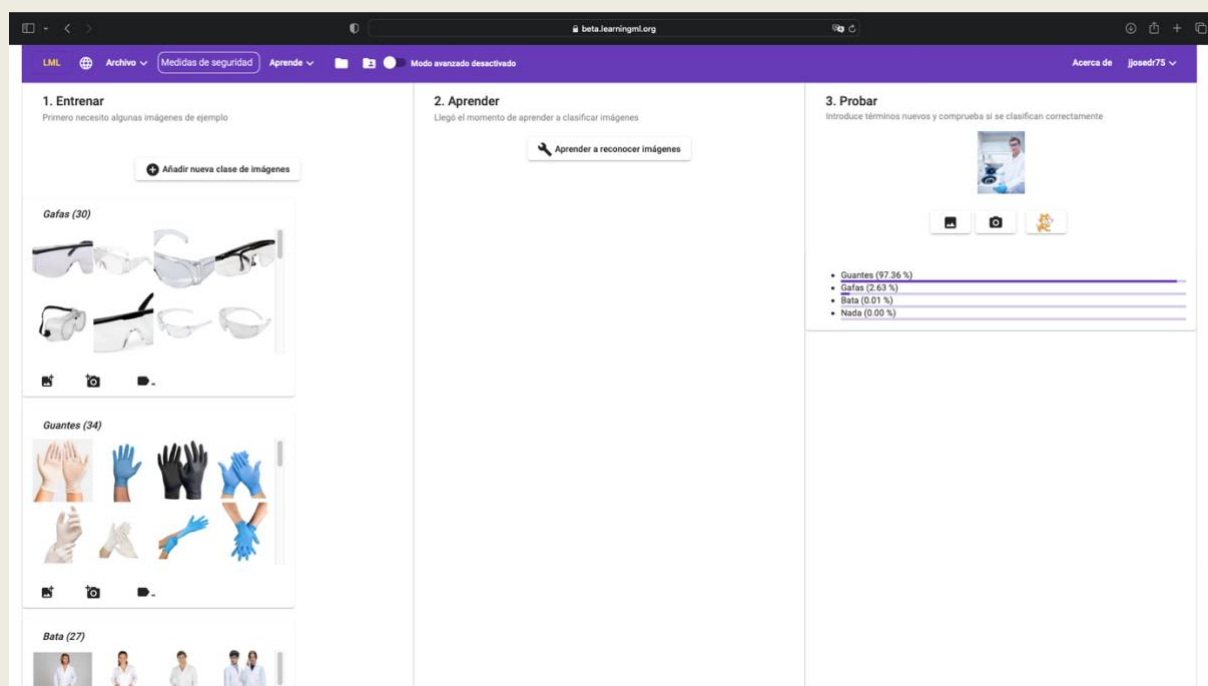 beta.learningml.org
LML Archivo Medidas de seguridad Aprende Modo avanzado desactivado Acerca de jjosedr75
1. Entrenar
Primero necesito algunas imágenes de ejemplo
Añadir nueva clase de imágenes
Gafas (30)
Guantes (34)
Bata (27)
2. Aprender
Llegó el momento de aprender a clasificar imágenes
Aprender a reconocer imágenes
3. Probar
Introduce términos nuevos y comprueba si se clasifican correctamente
Guantes (97.36 %)
Gafas (2.63 %)
Bata (0.01 %)
Nada (0.00 %)